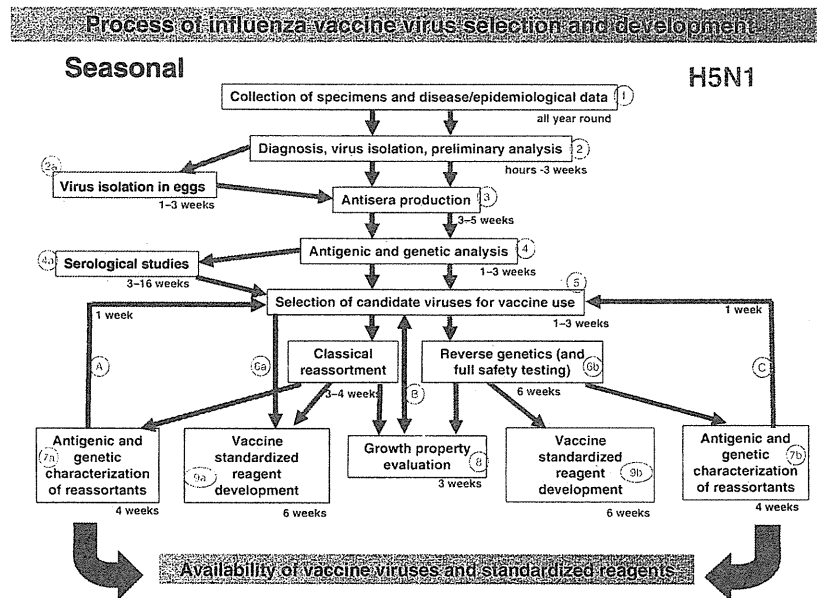 Process of influenza vaccine virus selection and development
Seasonal
H5N1
Collection of specimens and disease/epidemiological data
1
all year round
Diagnosis, virus isolation, preliminary analysis
2
hours -3 weeks
2a
Virus isolation in eggs
1–3 weeks
Antisera production
3
3–5 weeks
Antigenic and genetic analysis
4
1–3 weeks
4a
Serological studies
3–16 weeks
5
Selection of candidate viruses for vaccine use
1–3 weeks
1 week
1 week
A
6a
B
C
Classical
reassortment
3–4 weeks
Reverse genetics (and
full safety testing)
6b
6 weeks
7a
Antigenic and
genetic
characterization
of reassortants
4 weeks
9a
Vaccine
standardized
reagent
development
6 weeks
Growth property
evaluation
8
3 weeks
Vaccine
standardized
reagent
development
9b
6 weeks
Antigenic and
genetic
characterization
of reassortants
7b
4 weeks
Availability of vaccine viruses and standardized reagents